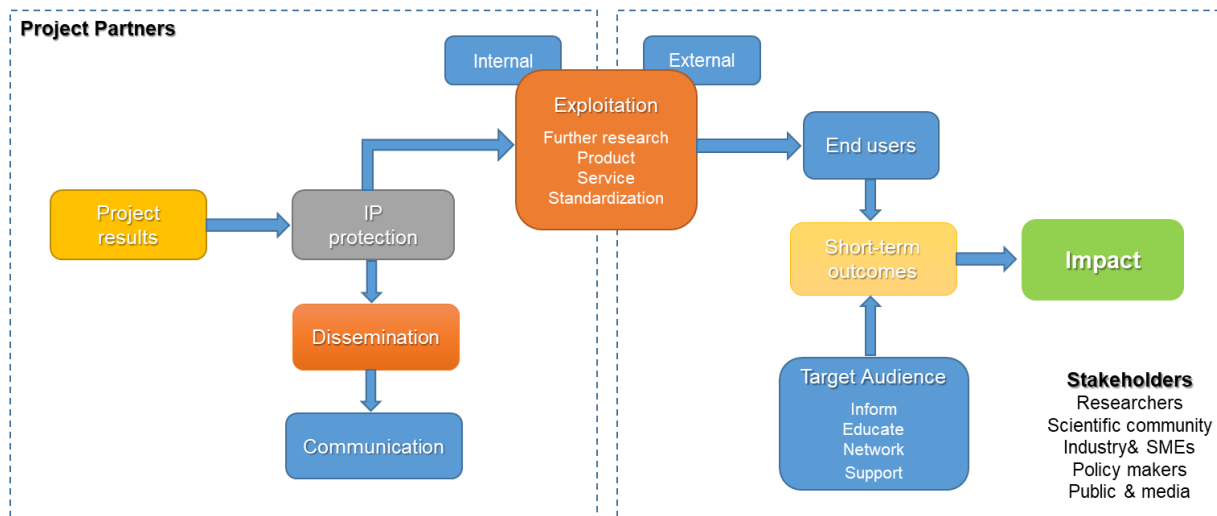 Project Partners
Internal
External
Exploitation
Further research
Product
Service
Standardization
End users
Project
results
IP
protection
Short-term
outcomes
Impact
Dissemination
Communication
Target Audience
Inform
Educate
Network
Support
Stakeholders
Researchers
Scientific community
Industry& SMEs
Policy makers
Public & media